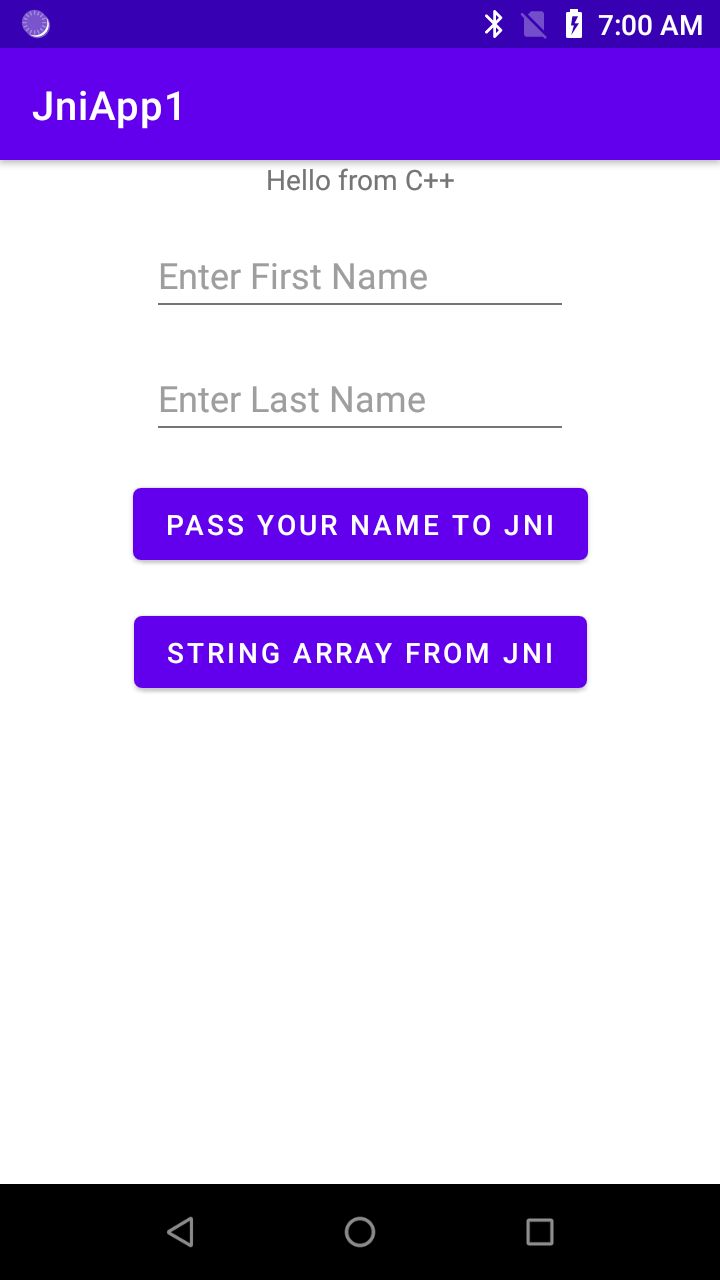 7:00 AM
JniApp1
Hello from C++
Enter First Name
Enter Last Name
PASS YOUR NAME TO JNI
STRING ARRAY FROM JNI